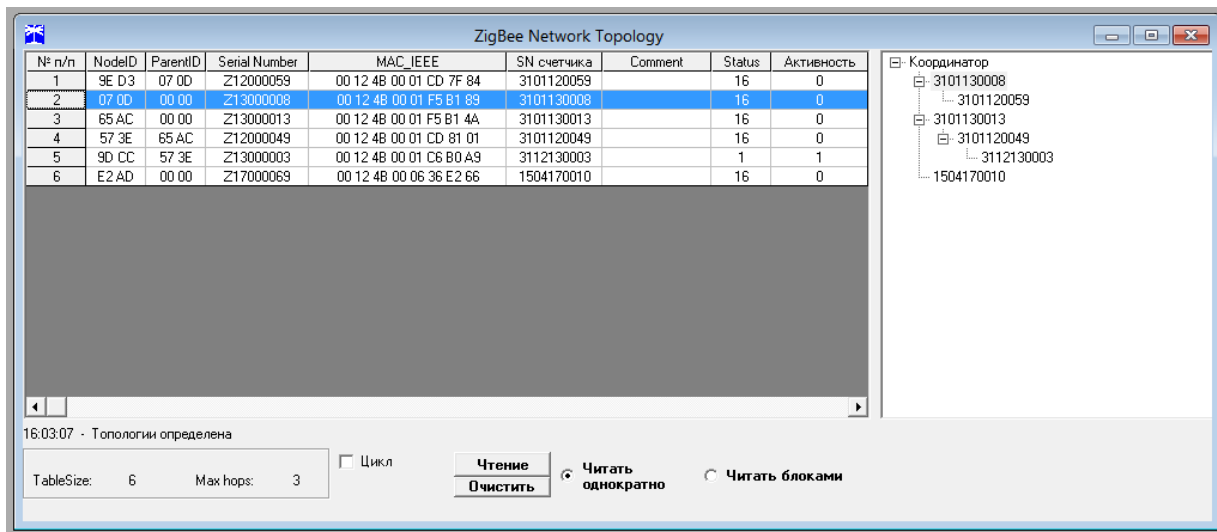 ZigBee Network Topology
№ п/п NodeID ParentID Serial Number MAC_IEEE SN счетчика Comment Status Активность
1 9E D3 07 0D Z12000059 00 12 4B 00 01 CD 7F 84 3101120059 16 0
2 07 0D 00 00 Z13000008 00 12 4B 00 01 F5 B1 89 3101130008 16 0
3 65 AC 00 00 Z13000013 00 12 4B 00 01 F5 B1 4A 3101130013 16 0
4 57 3E 65 AC Z12000049 00 12 4B 00 01 CD 81 01 3101120049 16 0
5 9D CC 57 3E Z13000003 00 12 4B 00 01 C6 B0 A9 3112130003 1 1
6 E2 AD 00 00 Z17000069 00 12 4B 00 06 36 E2 66 1504170010 16 0
Координатор
3101130008
3101120059
3101130013
3101120049
3112130003
1504170010
16:03:07 - Топологии определена
TableSize: 6 Max hops: 3
Цикл
Чтение
Очистить
Читать
однократно
Читать блоками